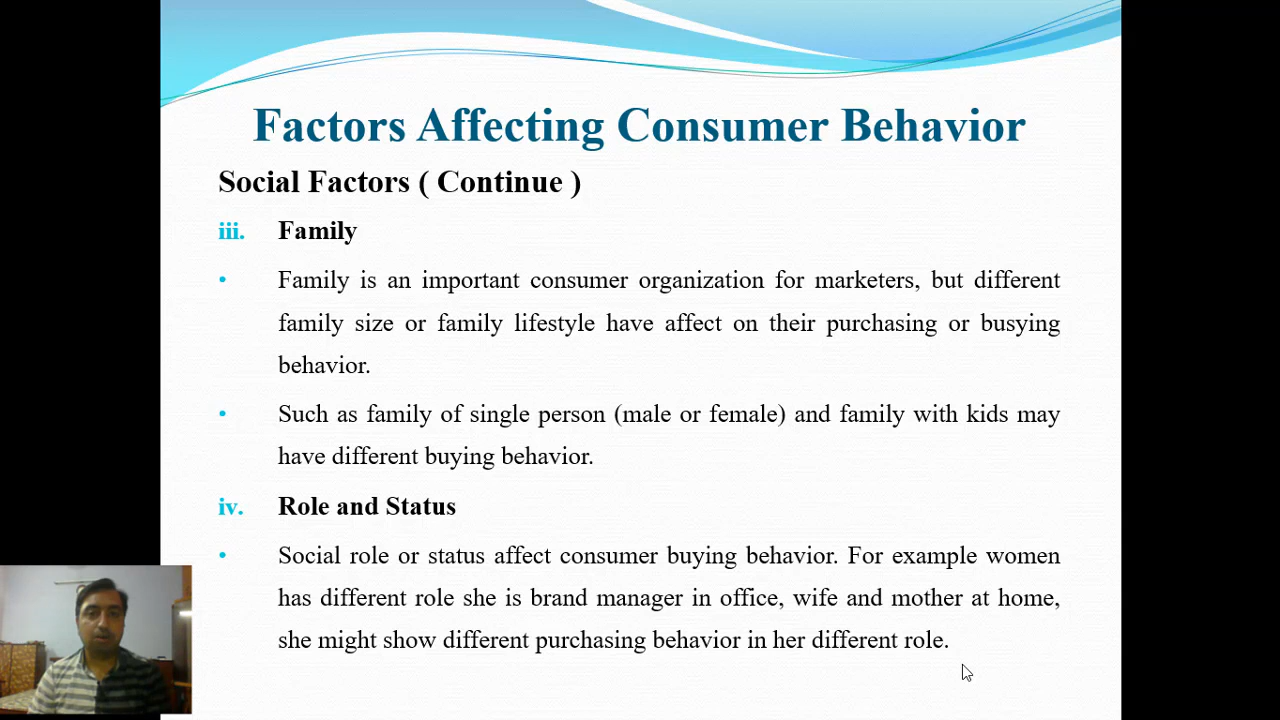 Factors Affecting Consumer Behavior
Social Factors ( Continue )
iii. Family
• Family is an important consumer organization for marketers, but different
family size or family lifestyle have affect on their purchasing or busying
behavior.
• Such as family of single person (male or female) and family with kids may
have different buying behavior.
iv. Role and Status
• Social role or status affect consumer buying behavior. For example women
has different role she is brand manager in office, wife and mother at home,
she might show different purchasing behavior in her different role.